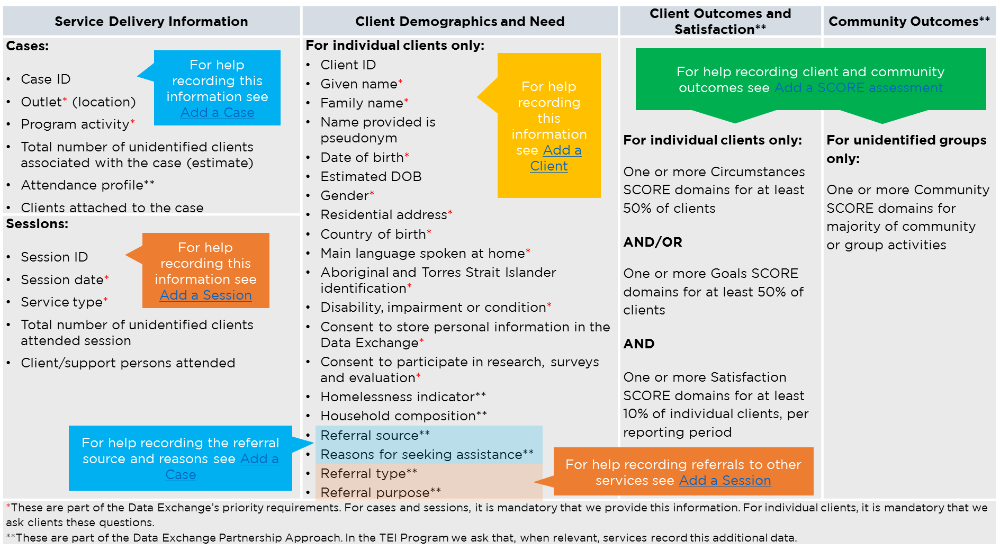 Service Delivery Information
Client Demographics and Need
Client Outcomes and
Satisfaction**
Community Outcomes**
Cases:
• Case ID
• Outlet* (location)
• Program activity*
• Total number of unidentified clients
associated with the case (estimate)
• Attendance profile**
• Clients attached to the case
For help
recording this
information see
Add a Case
Sessions:
• Session ID
• Session date*
• Service type*
• Total number of unidentified clients
attended session
• Client/support persons attended
For help
recording this
information see
Add a Session
For help recording the referral
source and reasons see Add a
Case
For individual clients only:
• Client ID
• Given name*
• Family name*
• Name provided is
pseudonym
• Date of birth*
• Estimated DOB
• Gender*
• Residential address*
• Country of birth*
• Main language spoken at home*
• Aboriginal and Torres Strait Islander
identification*
• Disability, impairment or condition*
• Consent to store personal information in the
Data Exchange*
• Consent to participate in research, surveys
and evaluation*
• Homelessness indicator**
• Household composition**
• Referral source**
• Reasons for seeking assistance**
• Referral type**
• Referral purpose**
For help
recording
this
information
see Add a
Client
For help recording client and community
outcomes see Add a SCORE assessment
For individual clients only:
One or more Circumstances
SCORE domains for at least
50% of clients
AND/OR
One or more Goals SCORE
domains for at least 50% of
clients
AND
One or more Satisfaction
SCORE domains for at least
10% of individual clients, per
reporting period
For help recording referrals to other
services see Add a Session
For unidentified groups
only:
One or more Community
SCORE domains for
majority of community
or group activities
*These are part of the Data Exchange’s priority requirements. For cases and sessions, it is mandatory that we provide this information. For individual clients, it is mandatory that we
ask clients these questions.
**These are part of the Data Exchange Partnership Approach. In the TEI Program we ask that, when relevant, services record this additional data.